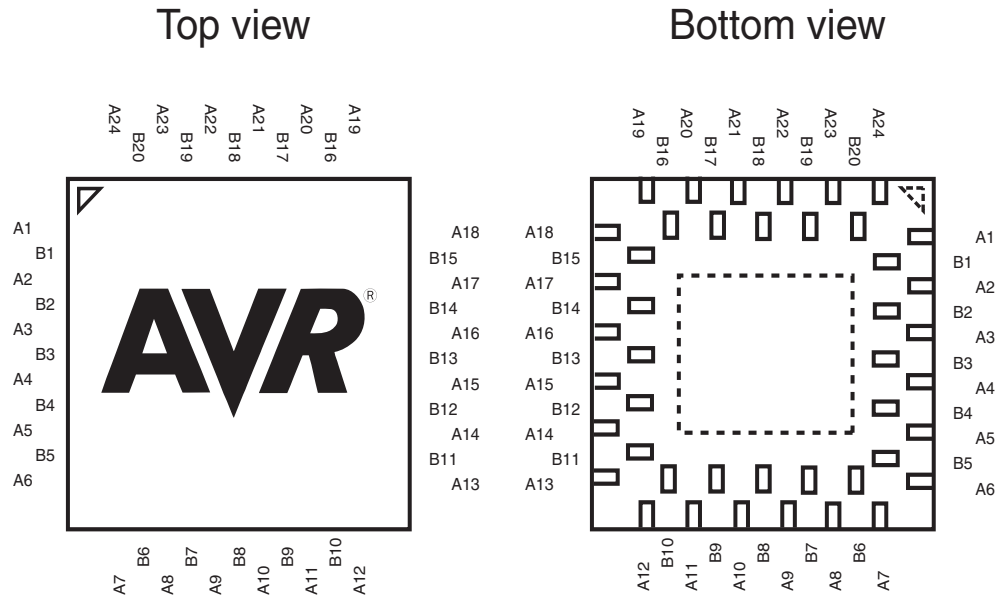 Top view
Bottom view
A24 B20 A23 B19 A22 B18 A21 B17 A20 B16 A19
A19 B16 A20 B17 A21 B18 A22 B19 A23 B20 A24
A1
B1
A2
B2
A3
B3
A4
B4
A5
B5
A6
AVR®
A18
B15
A17
B14
A16
B13
A15
B12
A14
B11
A13
A18
B15
A17
B14
A16
B13
A15
B12
A14
B11
A13
A1
B1
A2
B2
A3
B3
A4
B4
A5
B5
A6
A7 B6 A8 B7 A9 B8 A10 B9 A11 B10 A12
A12 B10 A11 B9 A10 B8 A9 B7 A8 B6 A7